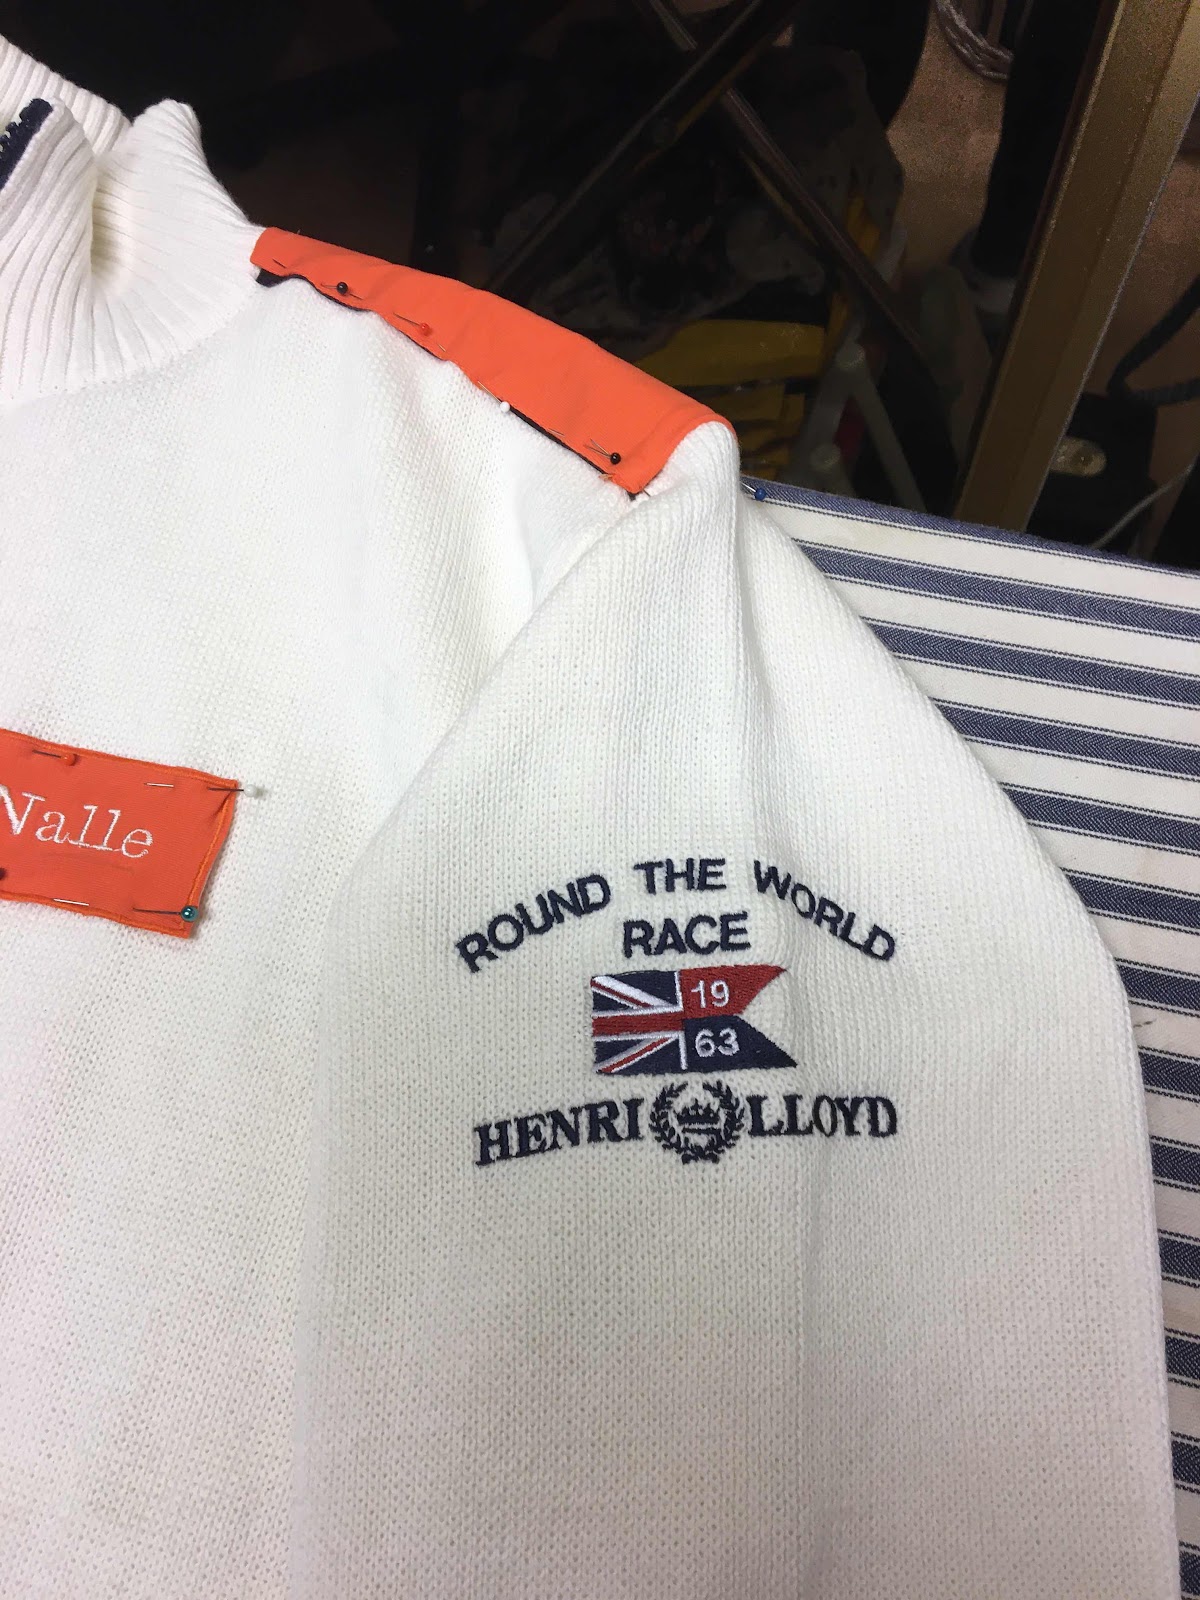 Nalle
ROUND THE WORLD
RACE
19
63
HENRI LLOYD